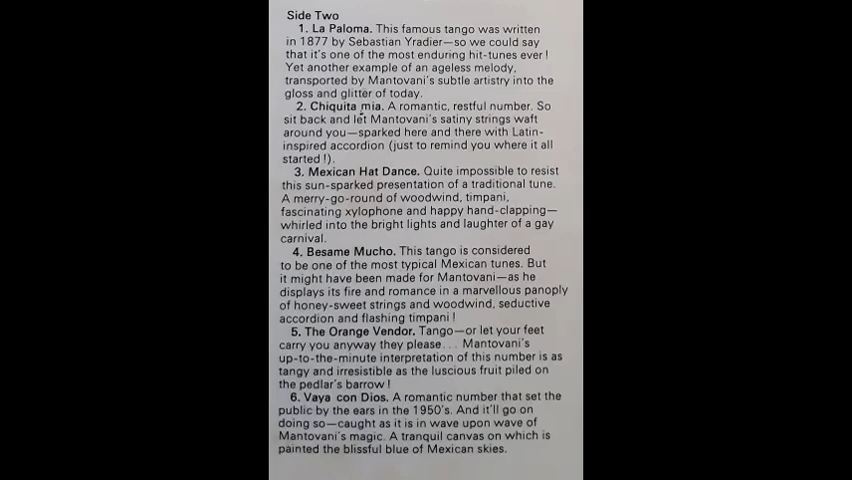 Side Two
1. La Paloma. This famous tango was written
in 1877 by Sebastian Yradier—so we could say
that it's one of the most enduring hit-tunes ever!
Yet another example of an ageless melody,
transported by Mantovani's subtle artistry into the
gloss and glitter of today.
2. Chiquita mia. A romantic, restful number. So
sit back and let Mantovani's satiny strings waft
around you—sparked here and there with Latin-
inspired accordion (just to remind you where it all
started!).
3. Mexican Hat Dance. Quite impossible to resist
this sun-sparked presentation of a traditional tune.
A merry-go-round of woodwind, timpani,
fascinating xylophone and happy hand-clapping—
whirled into the bright lights and laughter of a gay
carnival.
4. Besame Mucho. This tango is considered
to be one of the most typical Mexican tunes. But
it might have been made for Mantovani—as he
displays its fire and romance in a marvellous panoply
of honey-sweet strings and woodwind, seductive
accordion and flashing timpani!
5. The Orange Vendor. Tango—or let your feet
carry you anyway they please... Mantovani's
up-to-the-minute interpretation of this number is as
tangy and irresistible as the luscious fruit piled on
the pedlar's barrow!
6. Vaya con Dios. A romantic number that set the
public by the ears in the 1950's. And it'll go on
doing so—caught as it is in wave upon wave of
Mantovani's magic. A tranquil canvas on which is
painted the blissful blue of Mexican skies.